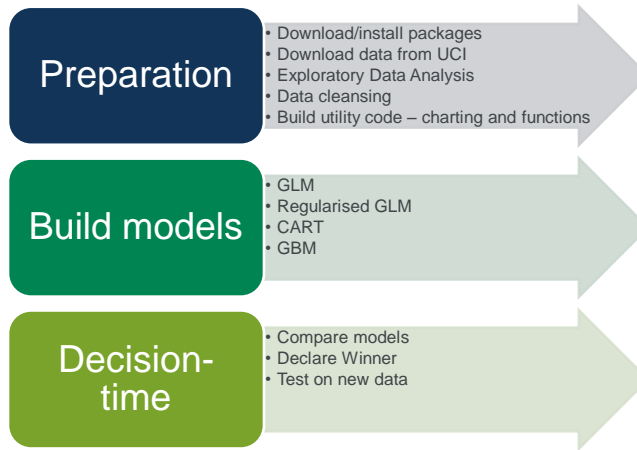 Preparation
• Download/install packages
• Download data from UCI
• Exploratory Data Analysis
• Data cleansing
• Build utility code – charting and functions
Build models
• GLM
• Regularised GLM
• CART
• GBM
Decision-
time
• Compare models
• Declare Winner
• Test on new data